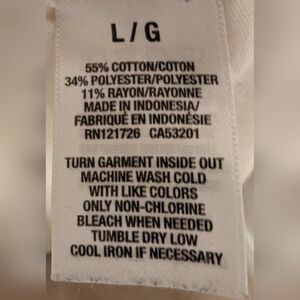 L/G
55% COTTON/COTON
34% POLYESTER/POLYESTER
11% RAYON/RAYONNE
MADE IN INDONESIA/
FABRIQUÉ EN INDONÉSIE
RN121726 CA53201
TURN GARMENT INSIDE OUT
MACHINE WASH COLD
WITH LIKE COLORS
ONLY NON-CHLORINE
BLEACH WHEN NEEDED
TUMBLE DRY LOW
COOL IRON IF NECESSARY